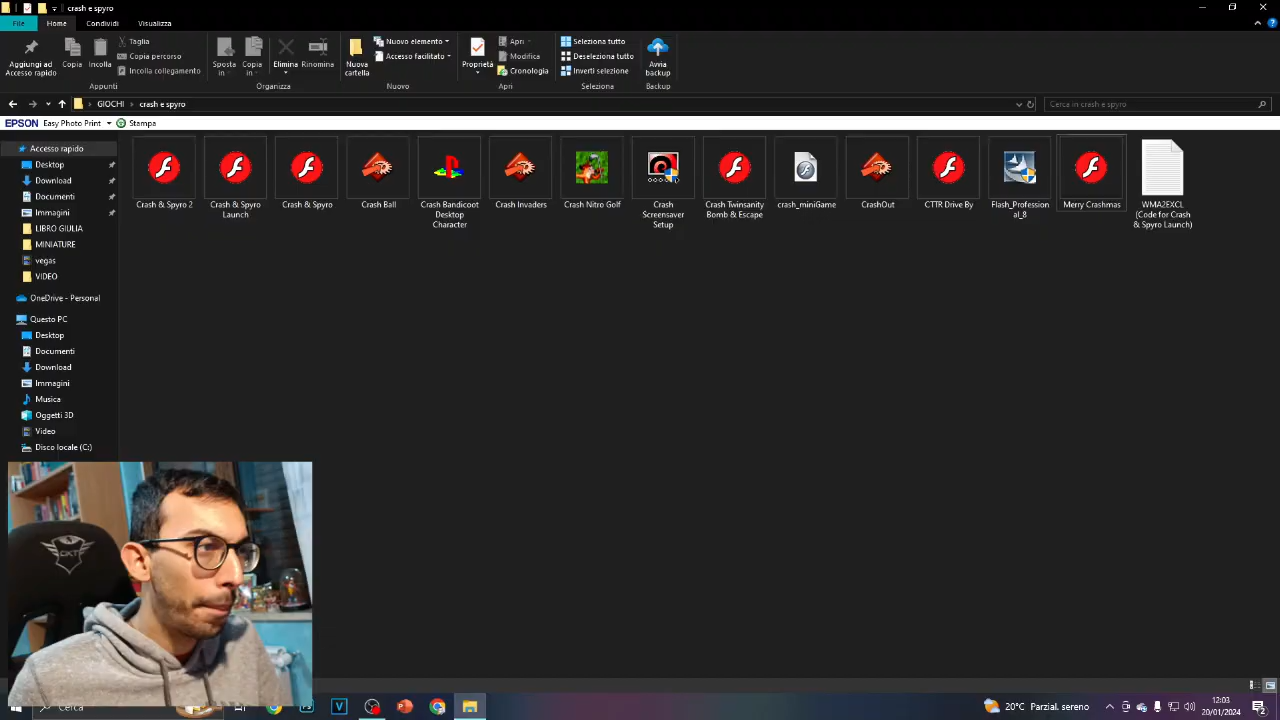 crash e spyro
File
Home
Condividi
Visualizza
Aggiungi ad
Accesso rapido
Copia
Incolla
Taglia
Copia percorso
Incolla collegamento
Appunti
Sposta
in
Copia
in
Elimina
Rinomina
Organizza
Nuova
cartella
Nuovo elemento
Accesso facilitato
Nuovo
Proprietà
Apri
Modifica
Cronologia
Apri
Seleziona tutto
Deseleziona tutto
Inverti selezione
Seleziona
Avvia
backup
Backup
GIOCHI
crash e spyro
Cerca in crash e spyro
EPSON
Easy Photo Print
Stampa
Accesso rapido
Desktop
Download
Documenti
Immagini
LIBRO GIULIA
MINIATURE
vegas
VIDEO
OneDrive - Personal
Questo PC
Desktop
Documenti
Download
Immagini
Musica
Oggetti 3D
Video
Disco locale (C:)
Crash & Spyro 2
Crash & Spyro
Launch
Crash & Spyro
Crash Ball
Crash Bandicoot
Desktop
Character
Crash Invaders
Crash Nitro Golf
Crash
Screensaver
Setup
Crash Twinsanity
Bomb & Escape
crash_miniGame
CrashOut
CTTR Drive By
Flash_Profession
al_8
Merry Crashmas
WMA2EXCL
(Code for Crash
& Spyro Launch)
Cerca
20°C Parzial. sereno
12:03
20/01/2024